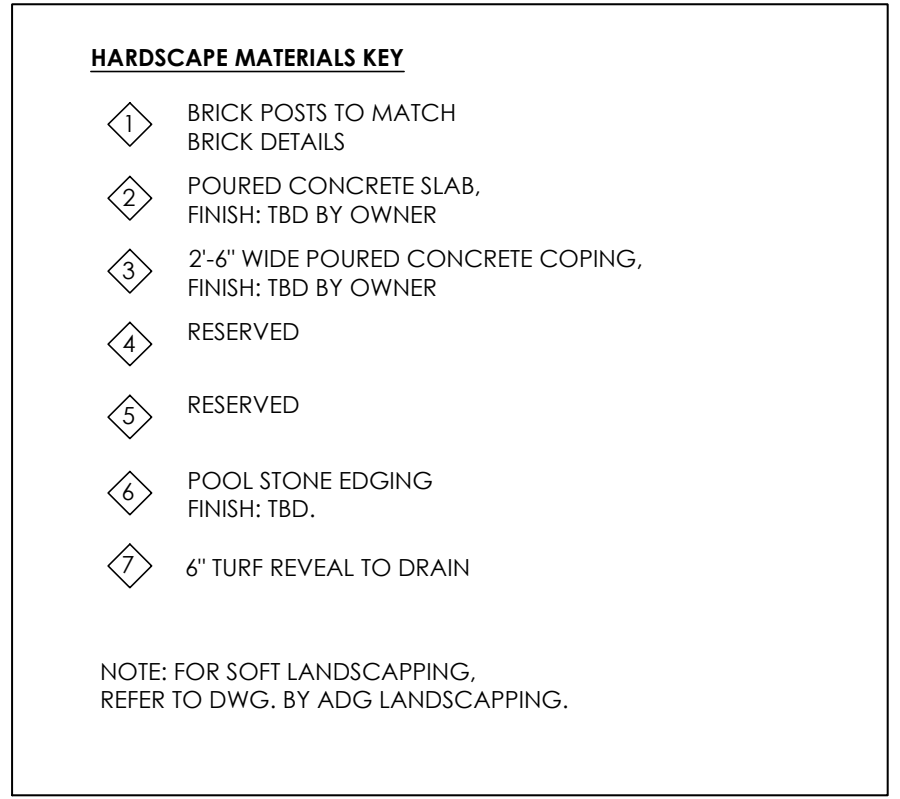 HARDSCAPE MATERIALS KEY
1 BRICK POSTS TO MATCH
BRICK DETAILS
2 POURED CONCRETE SLAB,
FINISH: TBD BY OWNER
3 2'-6" WIDE POURED CONCRETE COPING,
FINISH: TBD BY OWNER
4 RESERVED
5 RESERVED
6 POOL STONE EDGING
FINISH: TBD.
7 6" TURF REVEAL TO DRAIN
NOTE: FOR SOFT LANDSCAPPING,
REFER TO DWG. BY ADG LANDSCAPPING.